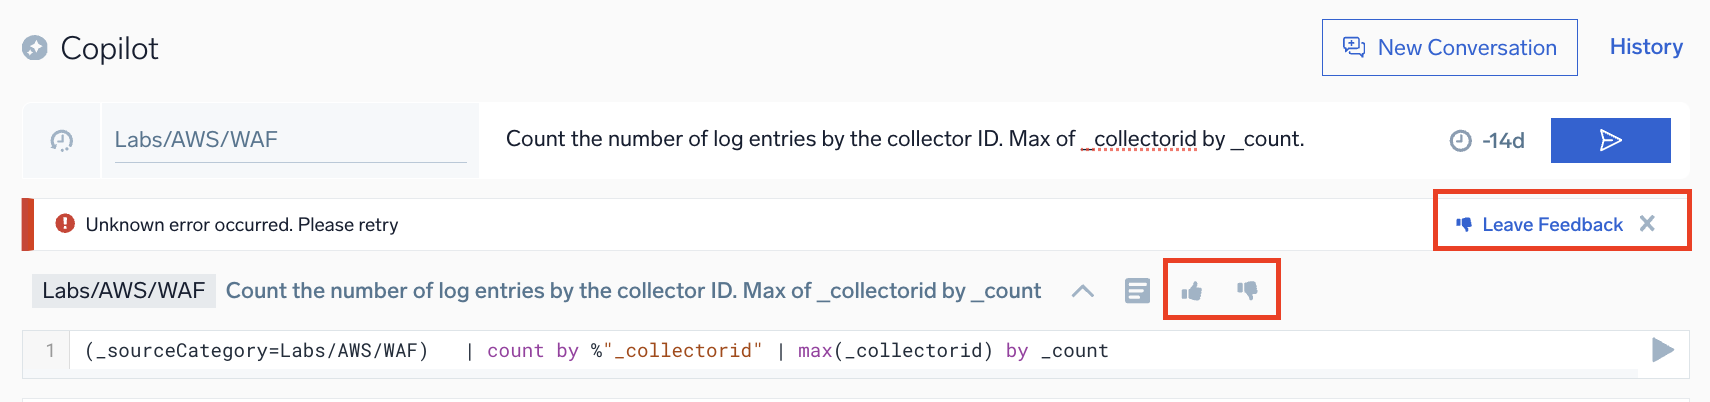 Copilot
New Conversation
History
Labs/AWS/WAF
Count the number of log entries by the collector ID. Max of _collectorid by _count.
-14d
Unknown error occurred. Please retry
Leave Feedback
Labs/AWS/WAF Count the number of log entries by the collector ID. Max of _collectorid by _count
1 (_sourceCategory=Labs/AWS/WAF) | count by %"_collectorid" | max(_collectorid) by _count